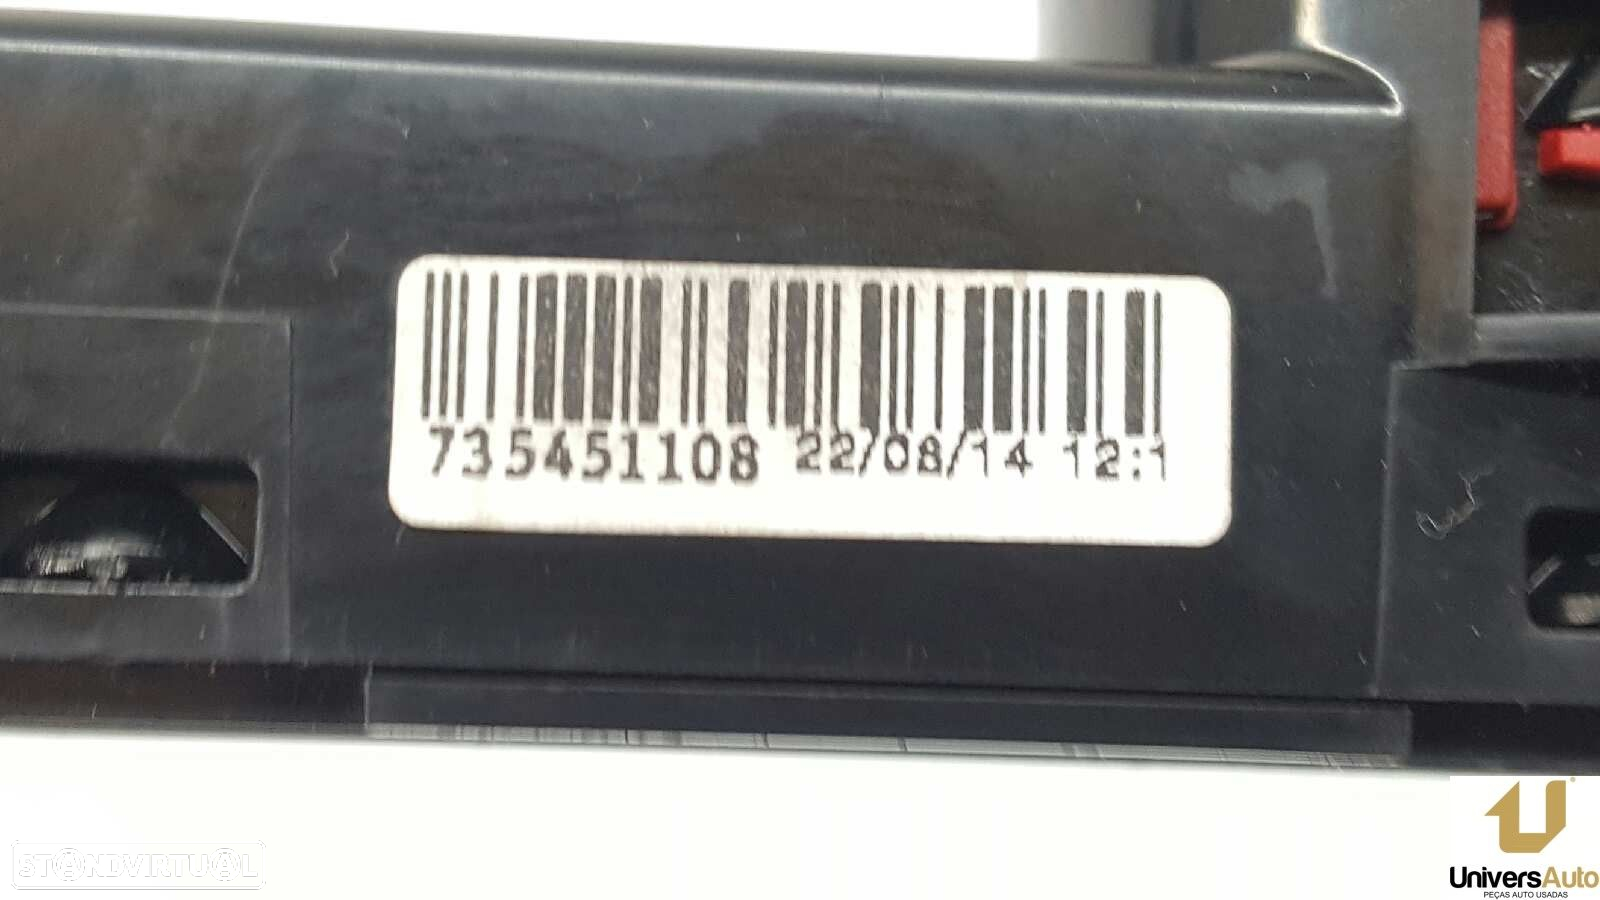 735451108 22/08/14 12:1
STANDVIRTUAL
UniversAuto
PEÇAS AUTO USADAS